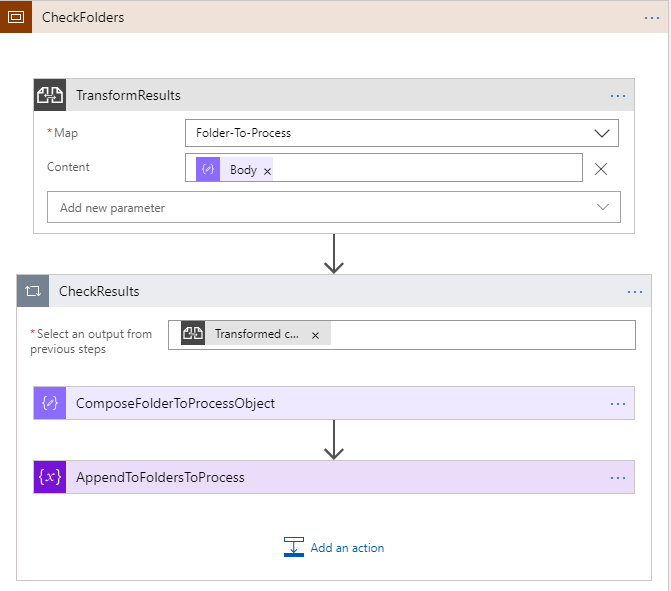 CheckFolders
TransformResults
* Map
Folder-To-Process
Content
Body ×
Add new parameter
CheckResults
* Select an output from
previous steps
Transformed c... ×
{∕} ComposeFolderToProcessObject
{x} AppendToFoldersToProcess
Add an action